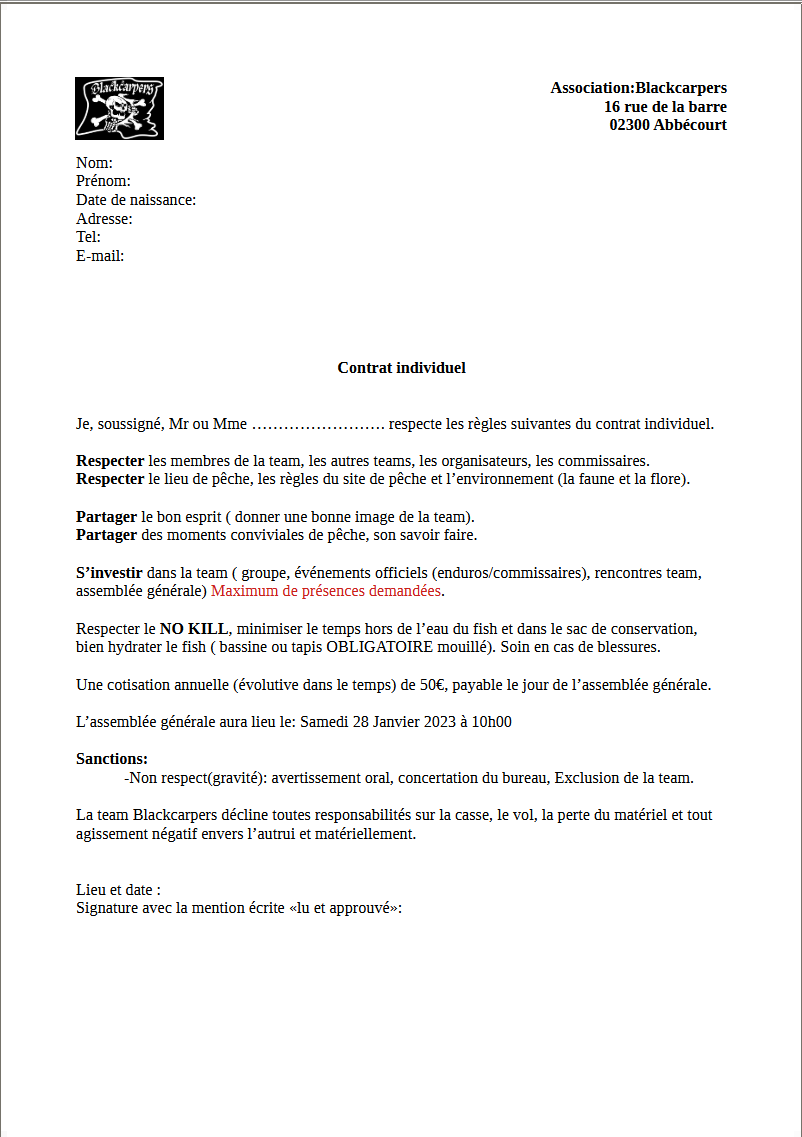 Blackcarpers
Association:Blackcarpers
16 rue de la barre
02300 Abbécourt
Nom:
Prénom:
Date de naissance:
Adresse:
Tel:
E-mail:
Contrat individuel
Je, soussigné, Mr ou Mme ……………………. respecte les règles suivantes du contrat individuel.
Respecter les membres de la team, les autres teams, les organisateurs, les commissaires.
Respecter le lieu de pêche, les règles du site de pêche et l’environnement (la faune et la flore).
Partager le bon esprit ( donner une bonne image de la team).
Partager des moments conviviales de pêche, son savoir faire.
S’investir dans la team ( groupe, événements officiels (enduros/commissaires), rencontres team,
assemblée générale) Maximum de présences demandées.
Respecter le NO KILL, minimiser le temps hors de l’eau du fish et dans le sac de conservation,
bien hydrater le fish ( bassine ou tapis OBLIGATOIRE mouillé). Soin en cas de blessures.
Une cotisation annuelle (évolutive dans le temps) de 50€, payable le jour de l’assemblée générale.
L’assemblée générale aura lieu le: Samedi 28 Janvier 2023 à 10h00
Sanctions:
-Non respect(gravité): avertissement oral, concertation du bureau, Exclusion de la team.
La team Blackcarpers décline toutes responsabilités sur la casse, le vol, la perte du matériel et tout
agissement négatif envers l’autrui et matériellement.
Lieu et date :
Signature avec la mention écrite «lu et approuvé»: